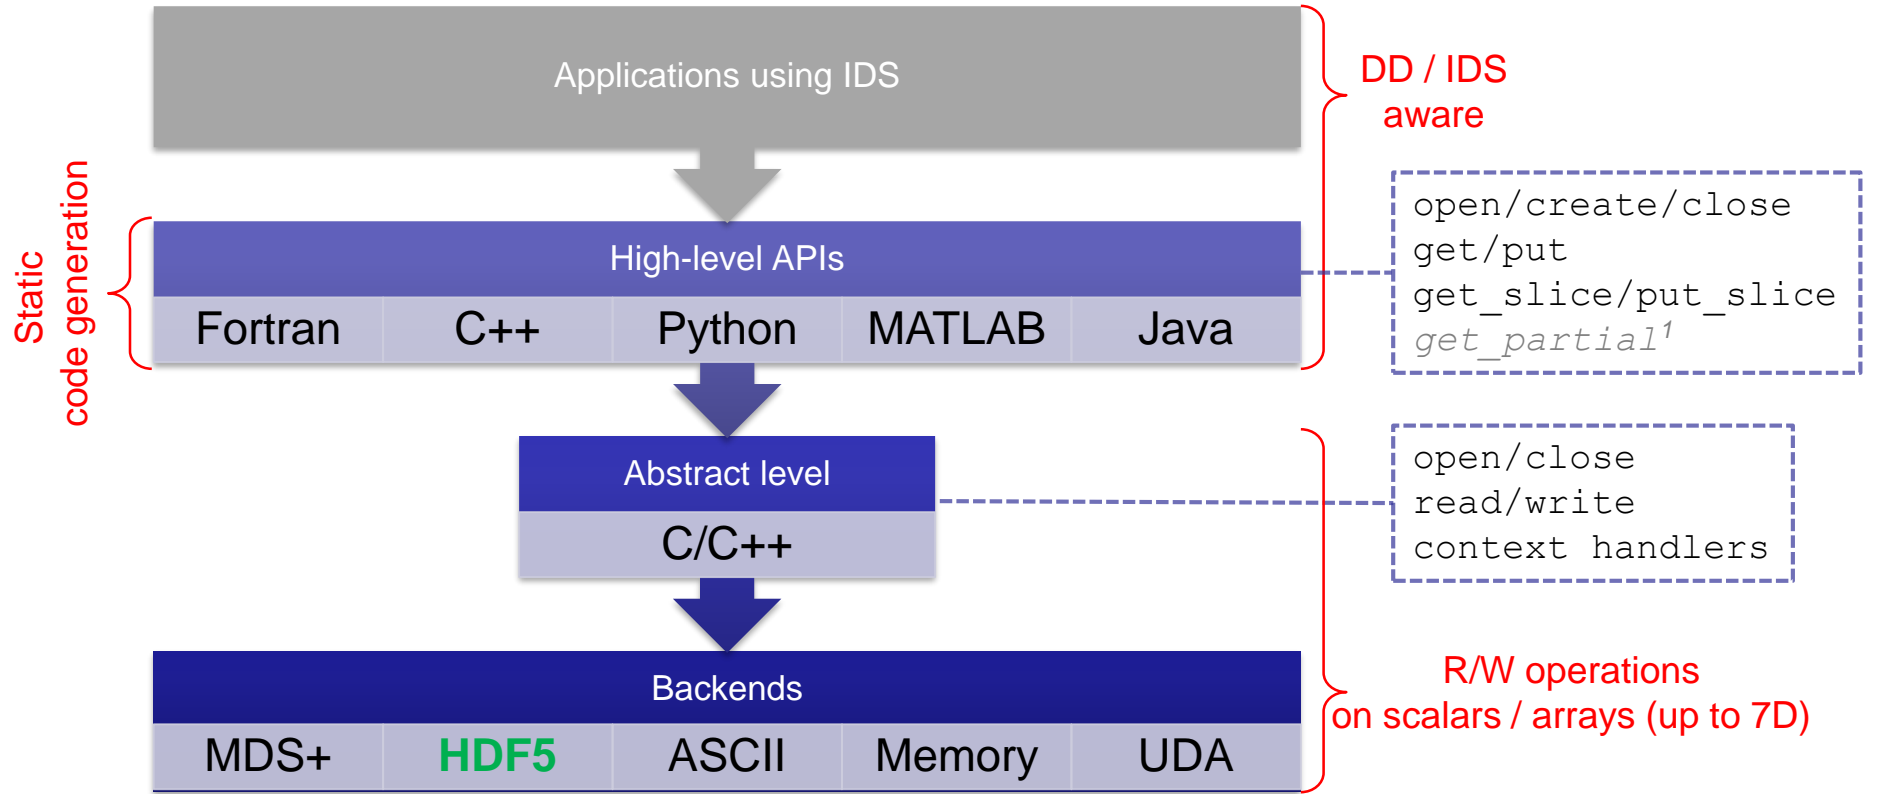 Applications using IDS
DD / IDS
aware
Static
code generation
High-level APIs
Fortran
C++
Python
MATLAB
Java
open/create/close
get/put
get_slice/put_slice
get_partial¹
Abstract level
C/C++
open/close
read/write
context handlers
Backends
MDS+
HDF5
ASCII
Memory
UDA
R/W operations
on scalars / arrays (up to 7D)